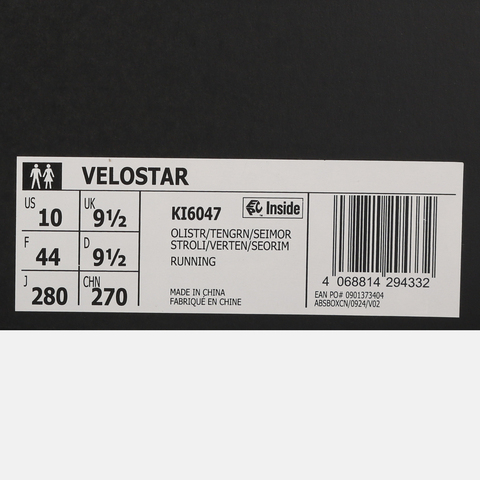 VELOSTAR
US 10
UK 9½
F 44
D 9½
J 280
CHN 270
KI6047
Inside
OLISTR/TENGRN/SEIMOR
STROLI/VERTEN/SEORIM
RUNNING
MADE IN CHINA
FABRIQUÉ EN CHINE
4 068814 294332
EAN PO# 0901373404
ABSBOXCN/0924/V02